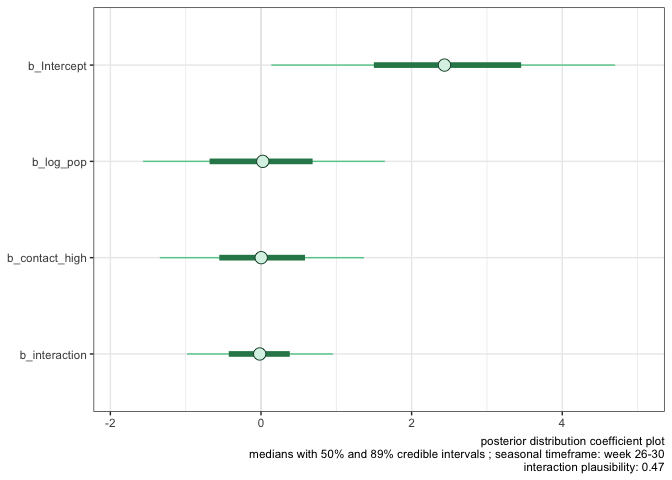 b_Intercept
b_log_pop
b_contact_high
b_interaction
-2
0
2
4
posterior distribution coefficient plot
medians with 50% and 89% credible intervals ; seasonal timeframe: week 26-30
interaction plausibility: 0.47